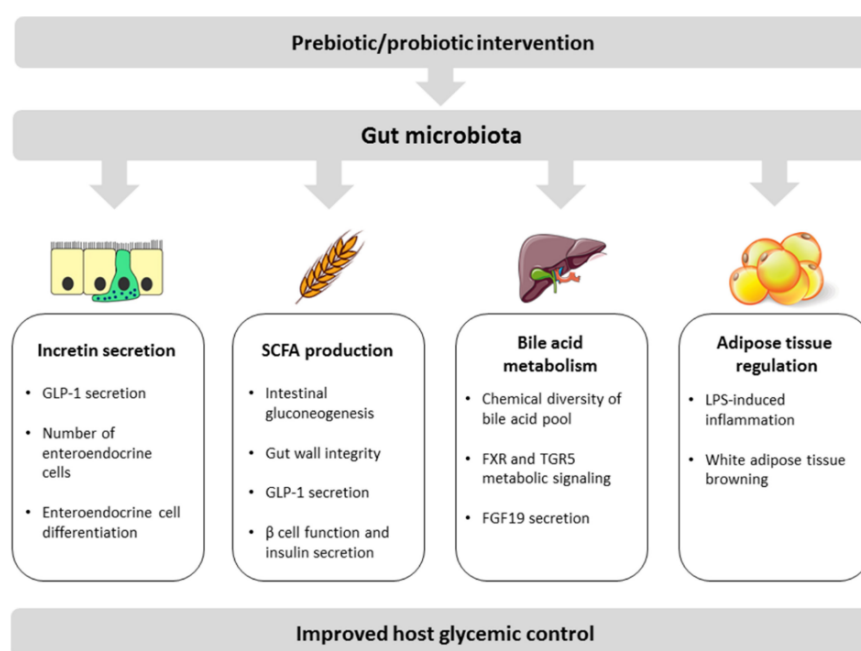 Prebiotic/probiotic intervention
Gut microbiota
Incretin secretion
• GLP-1 secretion
• Number of
enteroendocrine
cells
• Enteroendocrine cell
differentiation
SCFA production
• Intestinal
gluconeogenesis
• Gut wall integrity
• GLP-1 secretion
• β cell function and
insulin secretion
Bile acid
metabolism
• Chemical diversity of
bile acid pool
• FXR and TGR5
metabolic signaling
• FGF19 secretion
Adipose tissue
regulation
• LPS-induced
inflammation
• White adipose tissue
browning
Improved host glycemic control